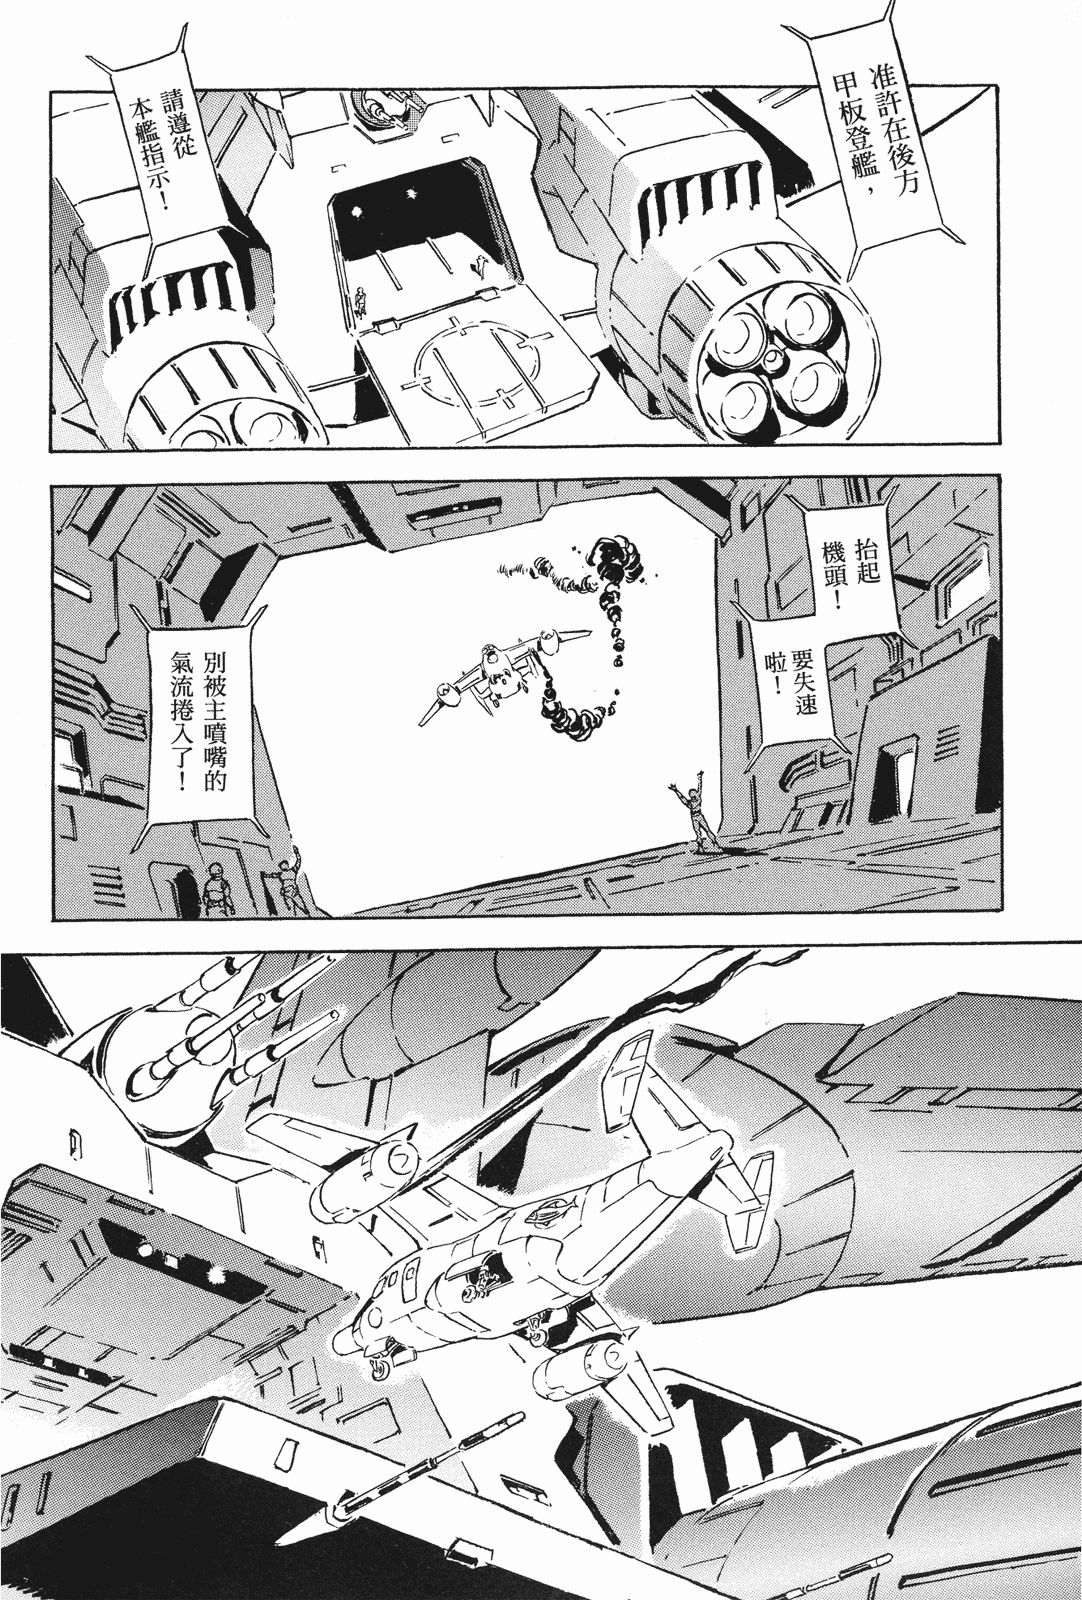 准許在後方
甲板登艦，
請遵從
本艦指示！
抬起
機頭！
要失速
啦！
別被主噴嘴的
氣流捲入了！